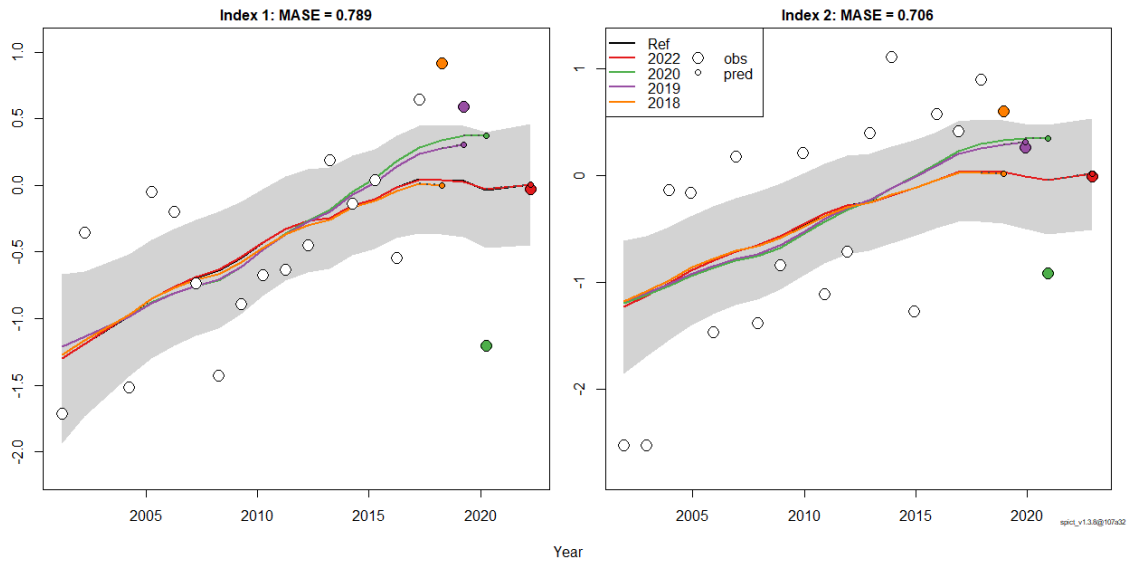 Index 1: MASE = 0.789
1.0
0.5
0.0
-0.5
-1.0
-1.5
-2.0
2005 2010 2015 2020
Index 2: MASE = 0.706
Ref
2022 obs
2020 pred
2019
2018
1
0
-1
-2
2005 2010 2015 2020
spict_v1.3.8@107a32
Year